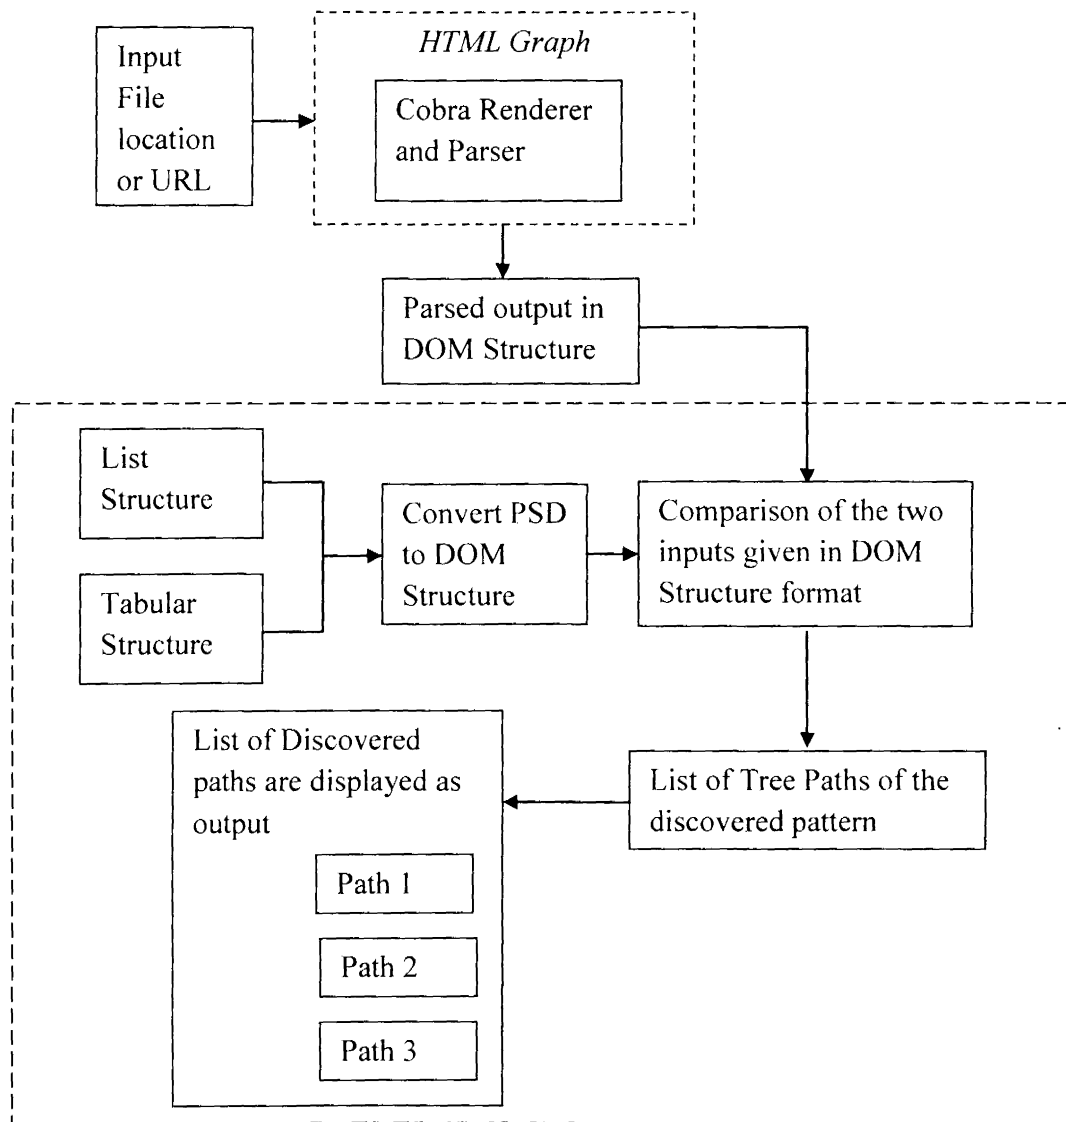 Input
File
location
or URL
HTML Graph
Cobra Renderer
and Parser
Parsed output in
DOM Structure
List
Structure
Tabular
Structure
Convert PSD
to DOM
Structure
Comparison of the two
inputs given in DOM
Structure format
List of Tree Paths of the
discovered pattern
List of Discovered
paths are displayed as
output
Path 1
Path 2
Path 3